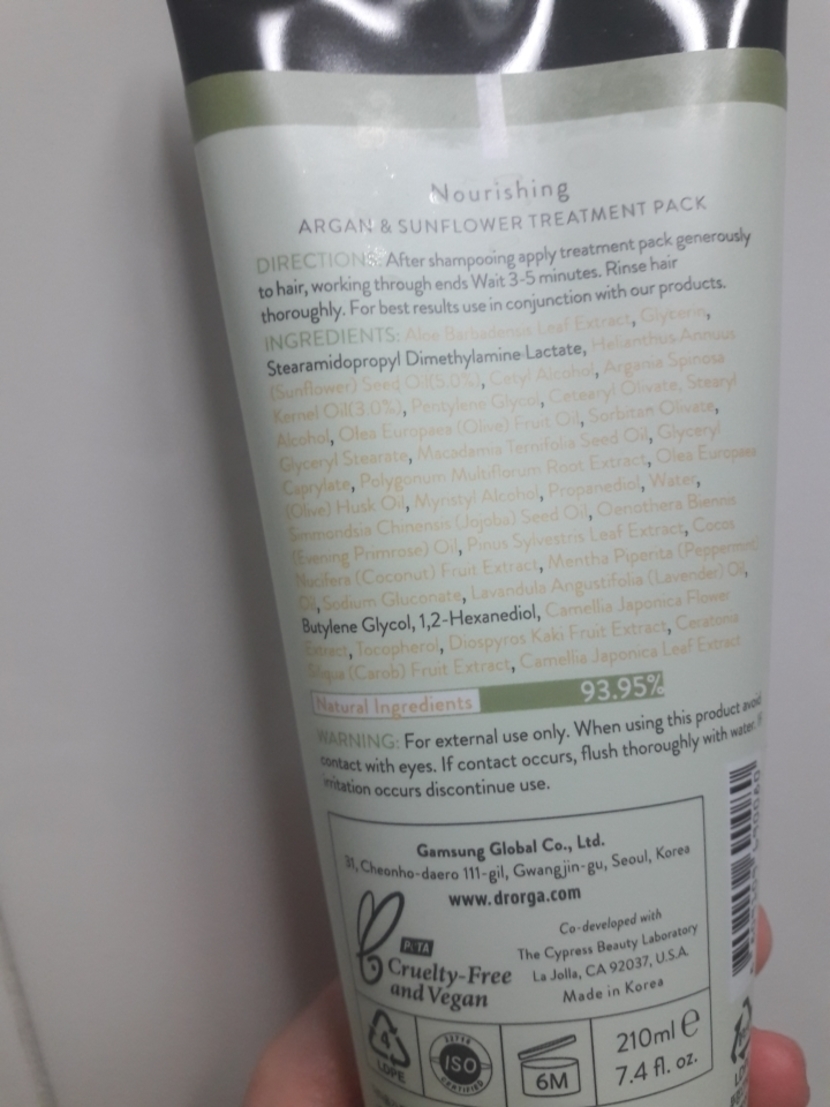 Nourishing
ARGAN & SUNFLOWER TREATMENT PACK
DIRECTIONS: After shampooing apply treatment pack generously
to hair, working through ends Wait 3-5 minutes. Rinse hair
thoroughly. For best results use in conjunction with our products.
INGREDIENTS: Aloe Barbadensis Leaf Extract, Glycerin,
Stearamidopropyl Dimethylamine Lactate, Helianthus Annuus
(Sunflower) Seed Oil(5.0%), Cetyl Alcohol, Argania Spinosa
Kernel Oil(3.0%), Pentylene Glycol, Cetearyl Olivate, Stearyl
Alcohol, Olea Europaea (Olive) Fruit Oil, Sorbitan Olivate,
Glyceryl Stearate, Macadamia Ternifolia Seed Oil, Glyceryl
Caprylate, Polygonum Multiflorum Root Extract, Olea Europaea
(Olive) Husk Oil, Myristyl Alcohol, Propanediol, Water,
Simmondsia Chinensis (Jojoba) Seed Oil, Oenothera Biennis
(Evening Primrose) Oil, Pinus Sylvestris Leaf Extract, Cocos
Nucifera (Coconut) Fruit Extract, Mentha Piperita (Peppermint)
Oil, Sodium Gluconate, Lavandula Angustifolia (Lavender) Oil,
Butylene Glycol, 1,2-Hexanediol, Camellia Japonica Flower
Extract, Tocopherol, Diospyros Kaki Fruit Extract, Ceratonia
Siliqua (Carob) Fruit Extract, Camellia Japonica Leaf Extract
Natural Ingredients 93.95%
WARNING: For external use only. When using this product avoid
contact with eyes. If contact occurs, flush thoroughly with water. If
irritation occurs discontinue use.
Gamsung Global Co., Ltd.
31, Cheonho-daero 111-gil, Gwangjin-gu, Seoul, Korea
www.drorga.com
Co-developed with
The Cypress Beauty Laboratory
La Jolla, CA 92037, U.S.A.
Made in Korea
PETA
Cruelty-Free
and Vegan
4
LDPE
ISO
CERTIFIED
6M
210ml e
7.4 fl. oz.